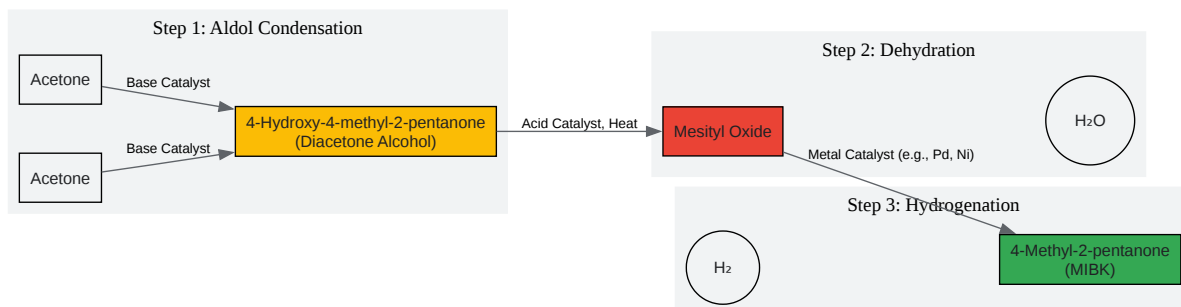 Step 1: Aldol Condensation
Acetone
Base Catalyst
Acetone
Base Catalyst
4-Hydroxy-4-methyl-2-pentanone
(Diacetone Alcohol)
Acid Catalyst, Heat
Step 2: Dehydration
Mesityl Oxide
H₂O
Metal Catalyst (e.g., Pd, Ni)
Step 3: Hydrogenation
H₂
4-Methyl-2-pentanone
(MIBK)